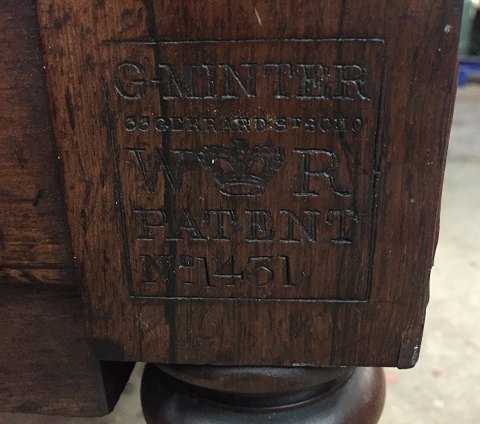 G·MINTER
33 GERRARD·ST SOHO
W R
PATENT
No. 1431